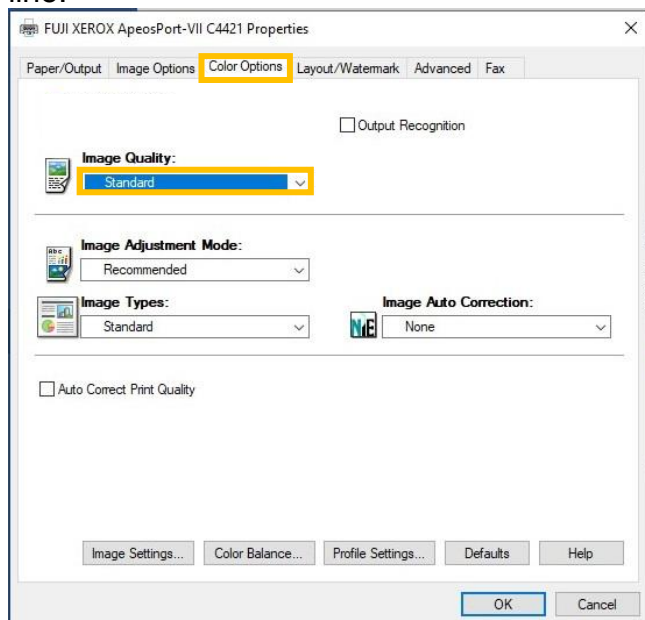 FUJI XEROX ApeosPort-VII C4421 Properties
Paper/Output Image Options Color Options Layout/Watermark Advanced Fax
Output Recognition
Image Quality:
Standard
Image Adjustment Mode:
Recommended
Image Types:
Image Auto Correction:
Standard
None
Auto Correct Print Quality
Image Settings... Color Balance... Profile Settings... Defaults Help
OK Cancel